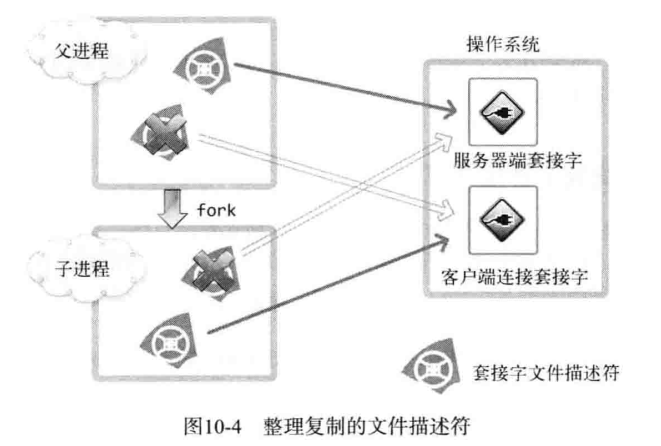 父进程
操作系统
服务器端套接字
fork
子进程
客户端连接套接字
套接字文件描述符
图10-4 整理复制的文件描述符